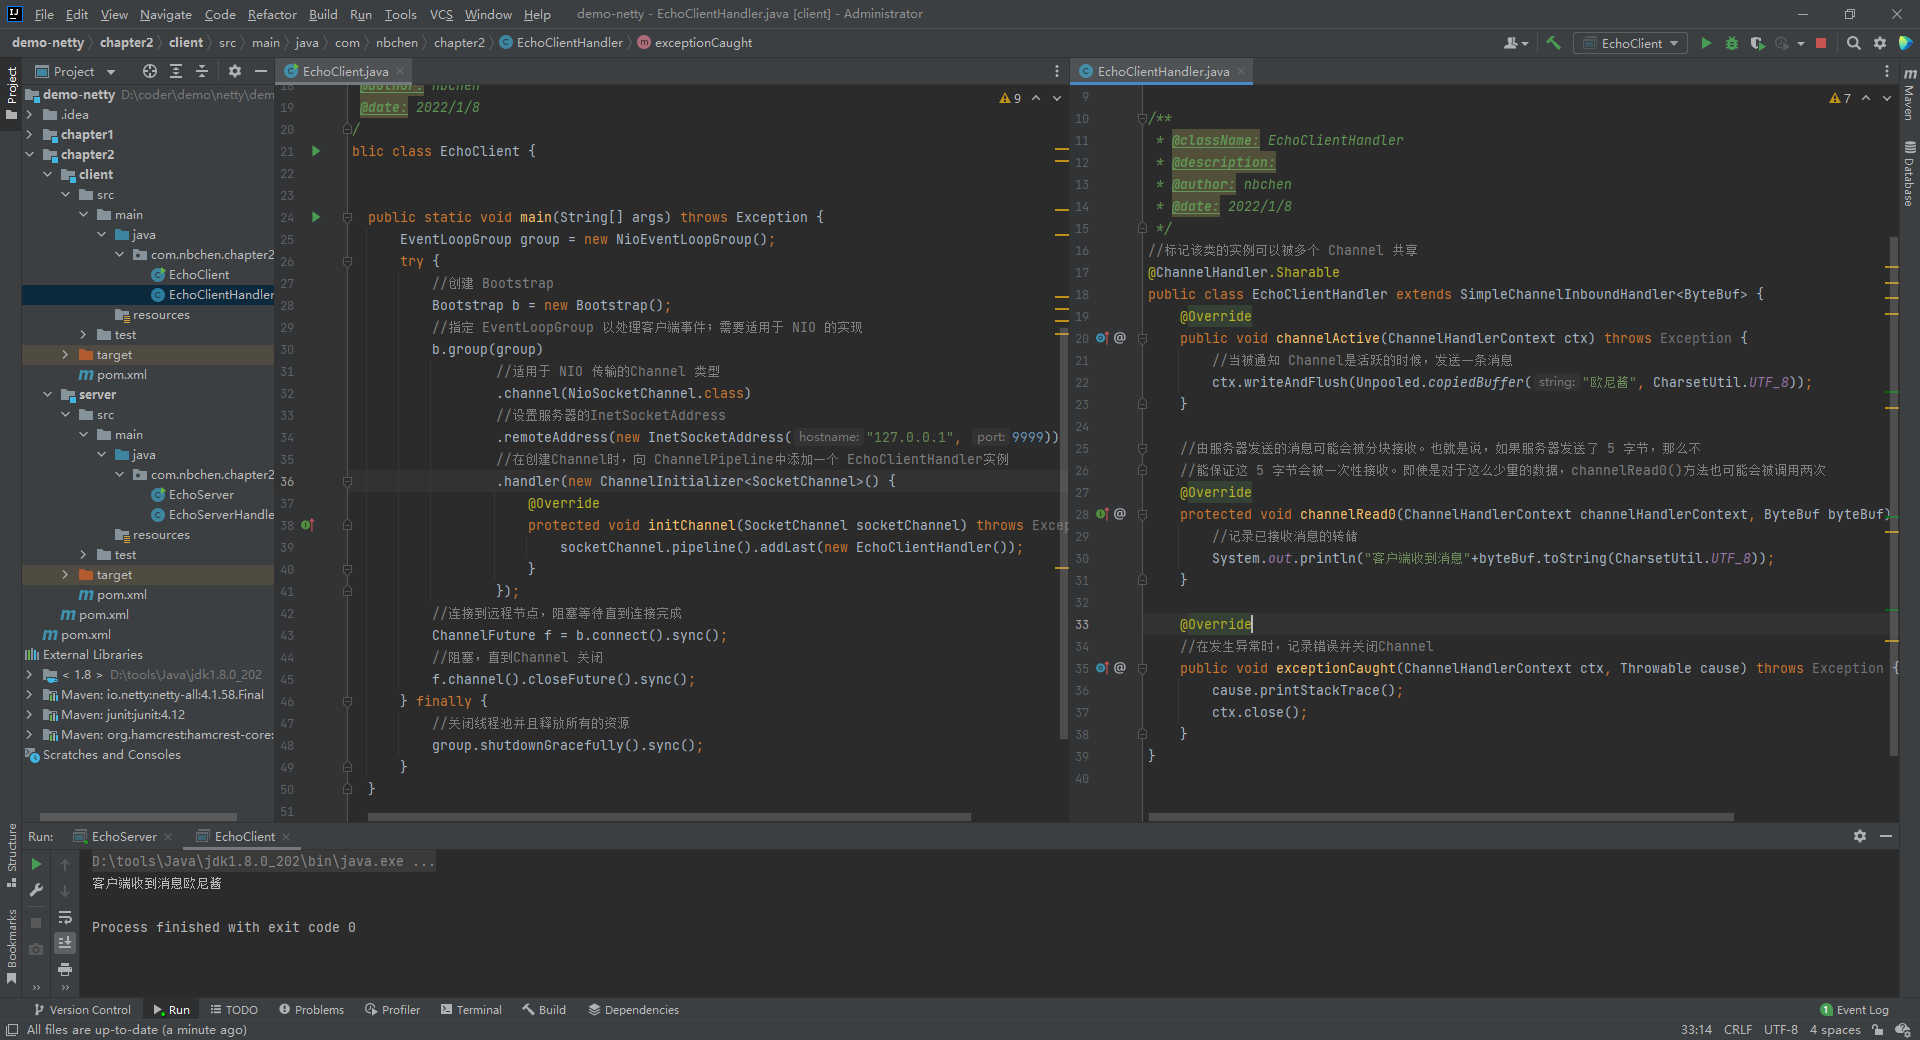 File Edit View Navigate Code Refactor Build Run Tools VCS Window Help demo-netty - EchoClientHandler.java [client] - Administrator
demo-netty chapter2 client src main java com nbchen chapter2 EchoClientHandler exceptionCaught EchoClient
Project
Project
demo-netty D:\coder\demo\netty\dem
.idea
chapter1
chapter2
client
src
main
java
com.nbchen.chapter2
EchoClient
EchoClientHandler
resources
test
target
pom.xml
server
src
main
java
com.nbchen.chapter2
EchoServer
EchoServerHandle
resources
test
target
pom.xml
pom.xml
pom.xml
External Libraries
< 1.8 > D:\tools\Java\jdk1.8.0_202
Maven: io.netty:netty-all:4.1.58.Final
Maven: junit:junit:4.12
Maven: org.hamcrest:hamcrest-core:
Scratches and Consoles
EchoClient.java
9
18 @author: nbchen
19 @date: 2022/1/8
20 /
21 blic class EchoClient {
22
23
24 public static void main(String[] args) throws Exception {
25 EventLoopGroup group = new NioEventLoopGroup();
26 try {
27 //创建 Bootstrap
28 Bootstrap b = new Bootstrap();
29 //指定 EventLoopGroup 以处理客户端事件；需要适用于 NIO 的实现
30 b.group(group)
31 //适用于 NIO 传输的Channel 类型
32 .channel(NioSocketChannel.class)
33 //设置服务器的InetSocketAddress
34 .remoteAddress(new InetSocketAddress( hostname: "127.0.0.1", port: 9999))
35 //在创建Channel时，向 ChannelPipeline中添加一个 EchoClientHandler实例
36 .handler(new ChannelInitializer<SocketChannel>() {
37 @Override
38 protected void initChannel(SocketChannel socketChannel) throws Excep
39 socketChannel.pipeline().addLast(new EchoClientHandler());
40 }
41 });
42 //连接到远程节点，阻塞等待直到连接完成
43 ChannelFuture f = b.connect().sync();
44 //阻塞，直到Channel 关闭
45 f.channel().closeFuture().sync();
46 } finally {
47 //关闭线程池并且释放所有的资源
48 group.shutdownGracefully().sync();
49 }
50 }
51
EchoClientHandler.java
7
9
10 /**
11 * @className: EchoClientHandler
12 * @description:
13 * @author: nbchen
14 * @date: 2022/1/8
15 */
16 //标记该类的实例可以被多个 Channel 共享
17 @ChannelHandler.Sharable
18 public class EchoClientHandler extends SimpleChannelInboundHandler<ByteBuf> {
19 @Override
20 @ public void channelActive(ChannelHandlerContext ctx) throws Exception {
21 //当被通知 Channel是活跃的时候，发送一条消息
22 ctx.writeAndFlush(Unpooled.copiedBuffer( string: "欧尼酱", CharsetUtil.UTF_8));
23 }
24
25 //由服务器发送的消息可能会被分块接收。也就是说，如果服务器发送了 5 字节，那么不
26 //能保证这 5 字节会被一次性接收。即使是对于这么少量的数据，channelRead0()方法也可能会被调用两次
27 @Override
28 @ protected void channelRead0(ChannelHandlerContext channelHandlerContext, ByteBuf byteBuf)
29 //记录已接收消息的转储
30 System.out.println("客户端收到消息"+byteBuf.toString(CharsetUtil.UTF_8));
31 }
32
33 @Override
34 //在发生异常时，记录错误并关闭Channel
35 @ public void exceptionCaught(ChannelHandlerContext ctx, Throwable cause) throws Exception {
36 cause.printStackTrace();
37 ctx.close();
38 }
39 }
40
Maven
Database
Structure
Bookmarks
Run: EchoServer EchoClient
D:\tools\Java\jdk1.8.0_202\bin\java.exe ...
客户端收到消息欧尼酱
Process finished with exit code 0
Version Control Run TODO Problems Profiler Terminal Build Dependencies 1 Event Log
All files are up-to-date (a minute ago) 33:14 CRLF UTF-8 4 spaces